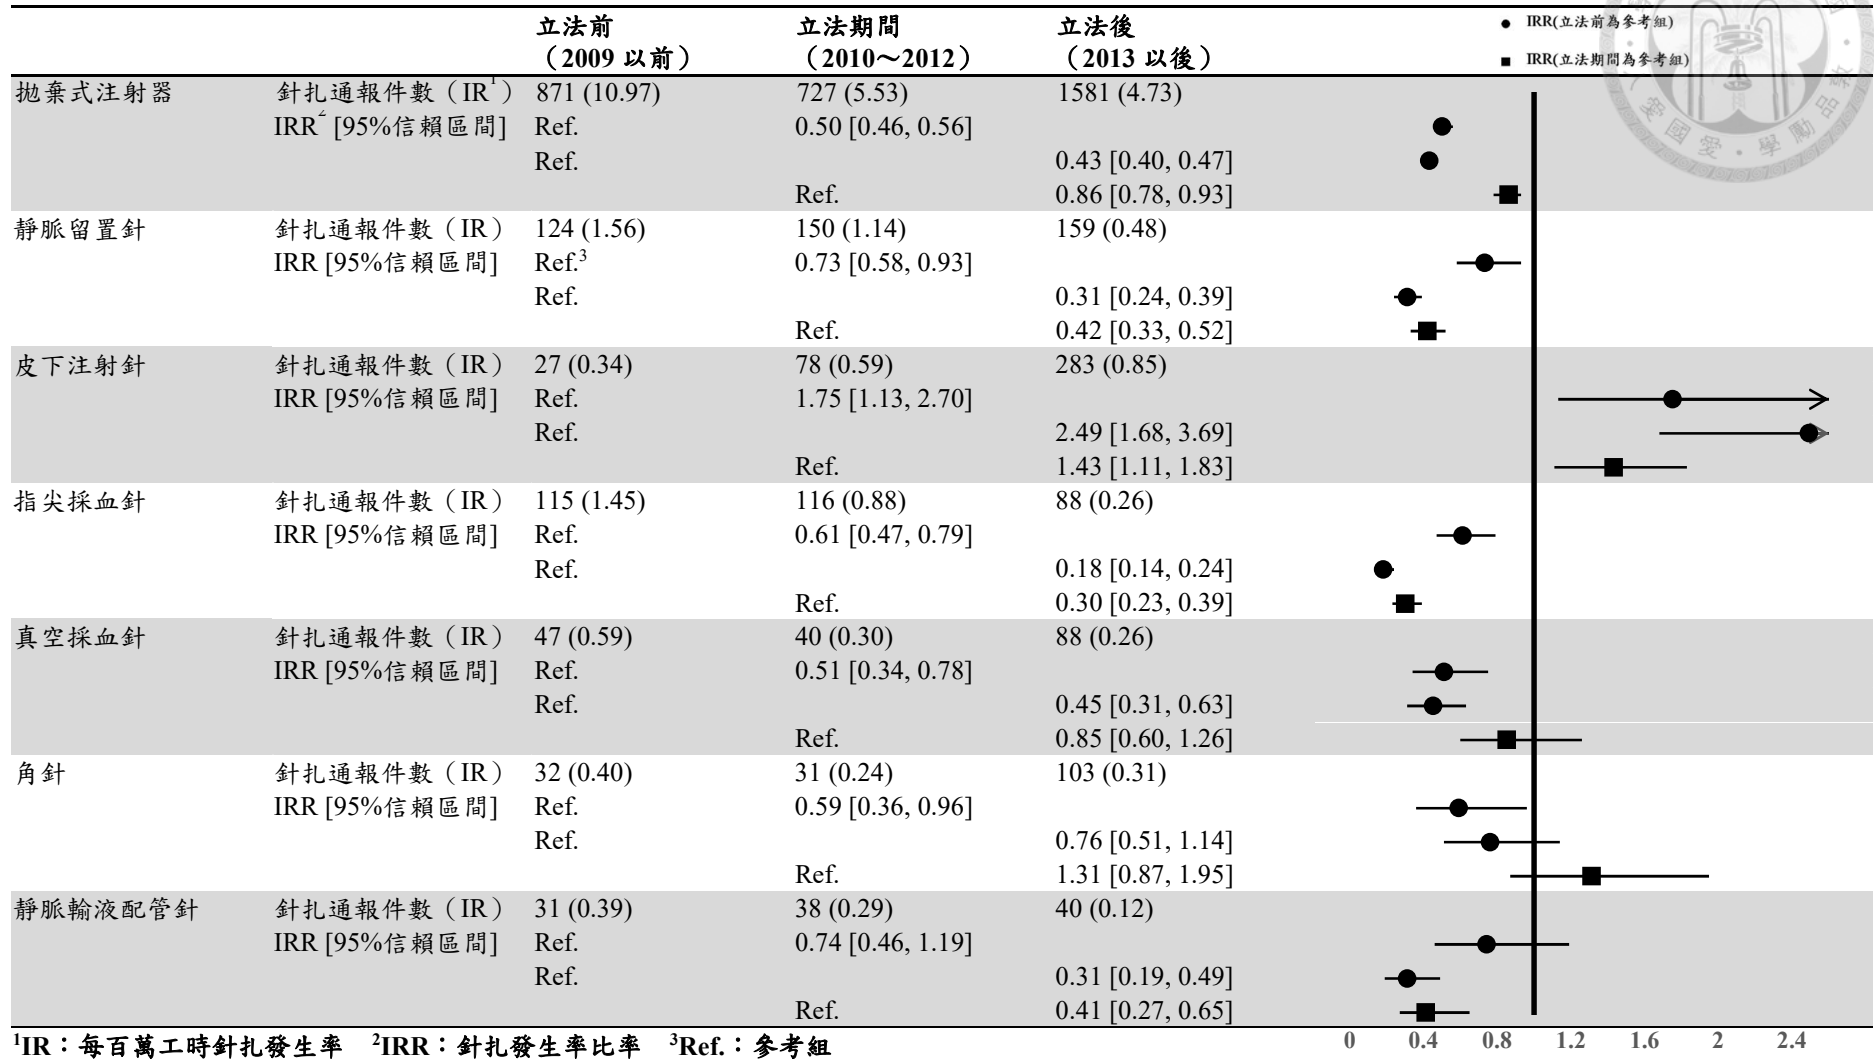 立法前 立法期間 立法後 ● IRR(立法前為參考組)
（2009 以前） （2010～2012） （2013 以後） ■ IRR(立法期間為參考組)
拋棄式注射器 針扎通報件數（IR1） 871 (10.97) 727 (5.53) 1581 (4.73)
IRR2 [95%信賴區間] Ref. 0.50 [0.46, 0.56]
Ref. 0.43 [0.40, 0.47]
Ref. 0.86 [0.78, 0.93]
靜脈留置針 針扎通報件數（IR） 124 (1.56) 150 (1.14) 159 (0.48)
IRR [95%信賴區間] Ref.3 0.73 [0.58, 0.93]
Ref. 0.31 [0.24, 0.39]
Ref. 0.42 [0.33, 0.52]
皮下注射針 針扎通報件數（IR） 27 (0.34) 78 (0.59) 283 (0.85)
IRR [95%信賴區間] Ref. 1.75 [1.13, 2.70]
Ref. 2.49 [1.68, 3.69]
Ref. 1.43 [1.11, 1.83]
指尖採血針 針扎通報件數（IR） 115 (1.45) 116 (0.88) 88 (0.26)
IRR [95%信賴區間] Ref. 0.61 [0.47, 0.79]
Ref. 0.18 [0.14, 0.24]
Ref. 0.30 [0.23, 0.39]
真空採血針 針扎通報件數（IR） 47 (0.59) 40 (0.30) 88 (0.26)
IRR [95%信賴區間] Ref. 0.51 [0.34, 0.78]
Ref. 0.45 [0.31, 0.63]
Ref. 0.85 [0.60, 1.26]
角針 針扎通報件數（IR） 32 (0.40) 31 (0.24) 103 (0.31)
IRR [95%信賴區間] Ref. 0.59 [0.36, 0.96]
Ref. 0.76 [0.51, 1.14]
Ref. 1.31 [0.87, 1.95]
靜脈輸液配管針 針扎通報件數（IR） 31 (0.39) 38 (0.29) 40 (0.12)
IRR [95%信賴區間] Ref. 0.74 [0.46, 1.19]
Ref. 0.31 [0.19, 0.49]
Ref. 0.41 [0.27, 0.65]
0 0.4 0.8 1.2 1.6 2 2.4
1IR：每百萬工時針扎發生率 2IRR：針扎發生率比率 3Ref.：參考組